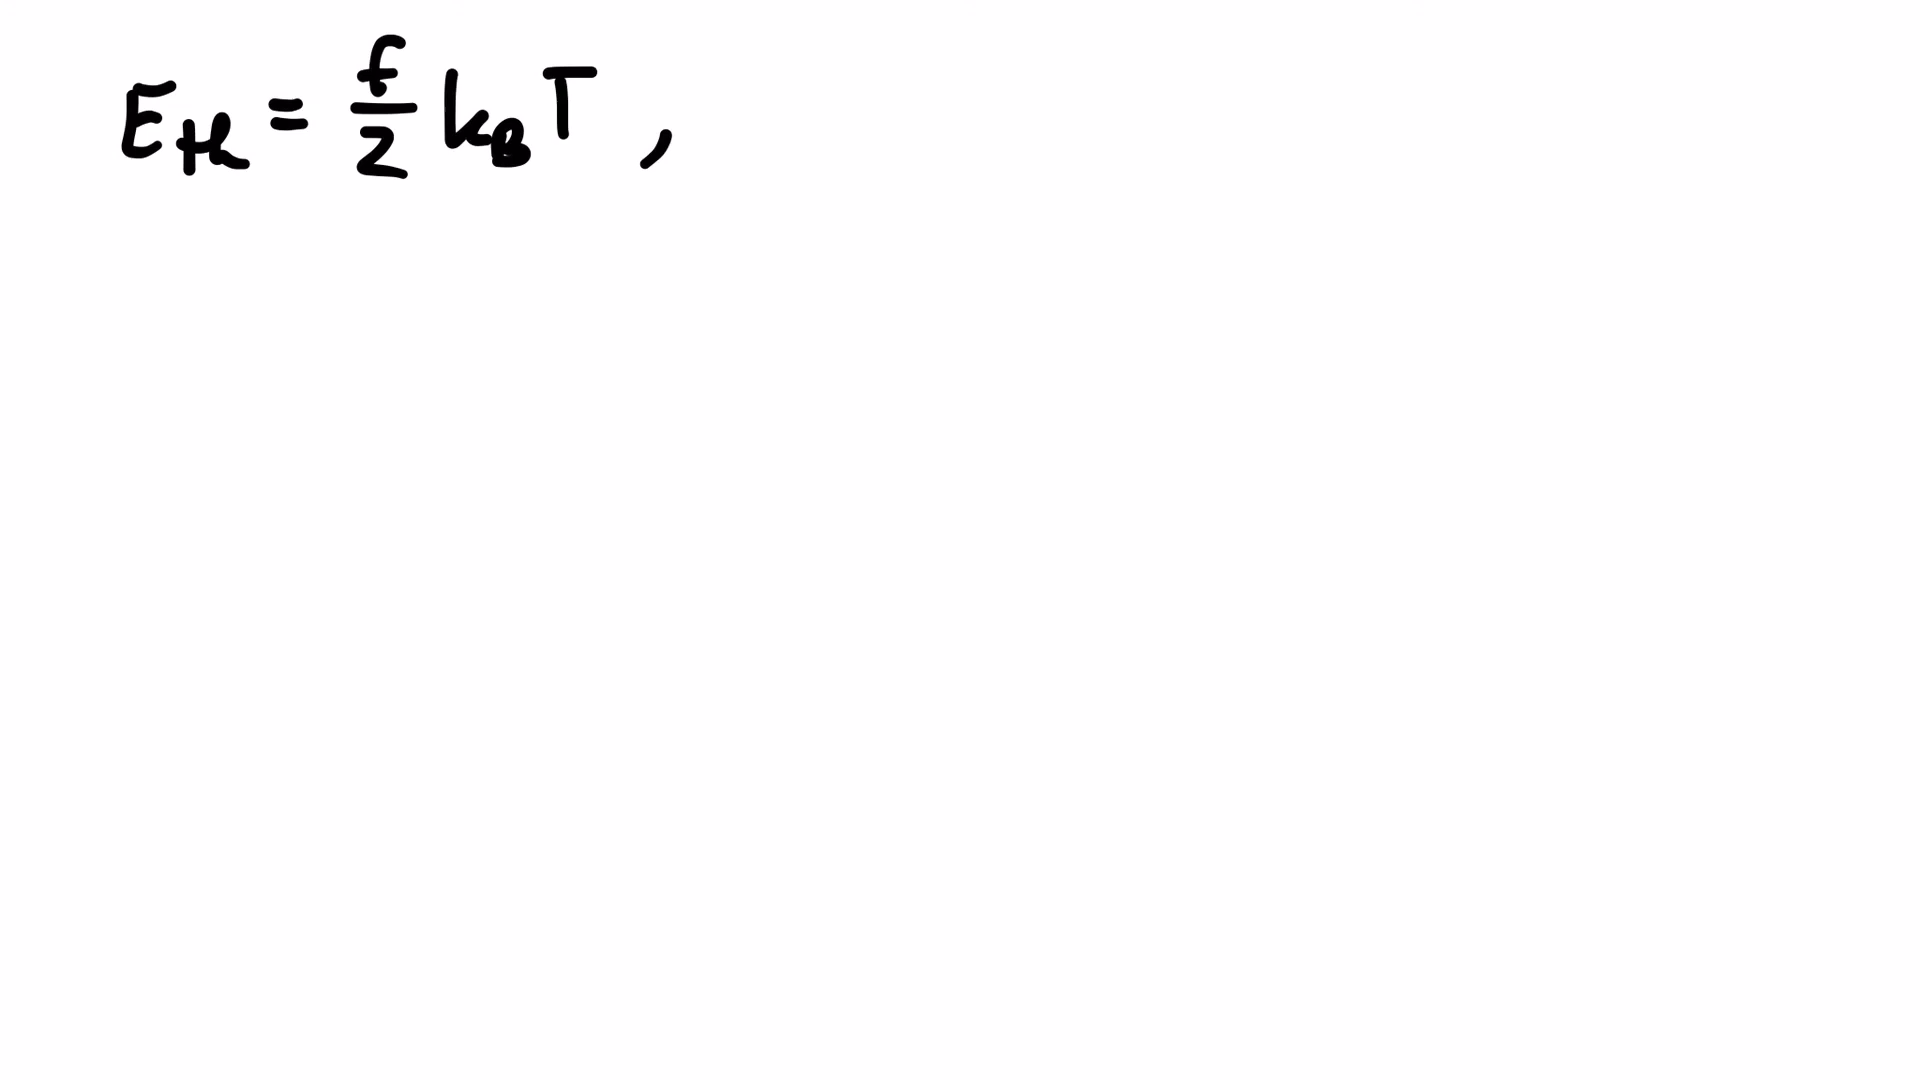 E_th = f/2 k_B T ,